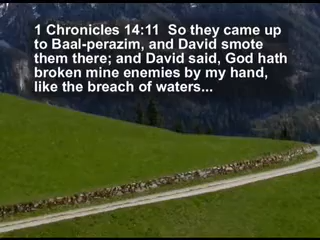 1 Chronicles 14:11  So they came up
to Baal-perazim, and David smote
them there; and David said, God hath
broken mine enemies by my hand,
like the breach of waters...